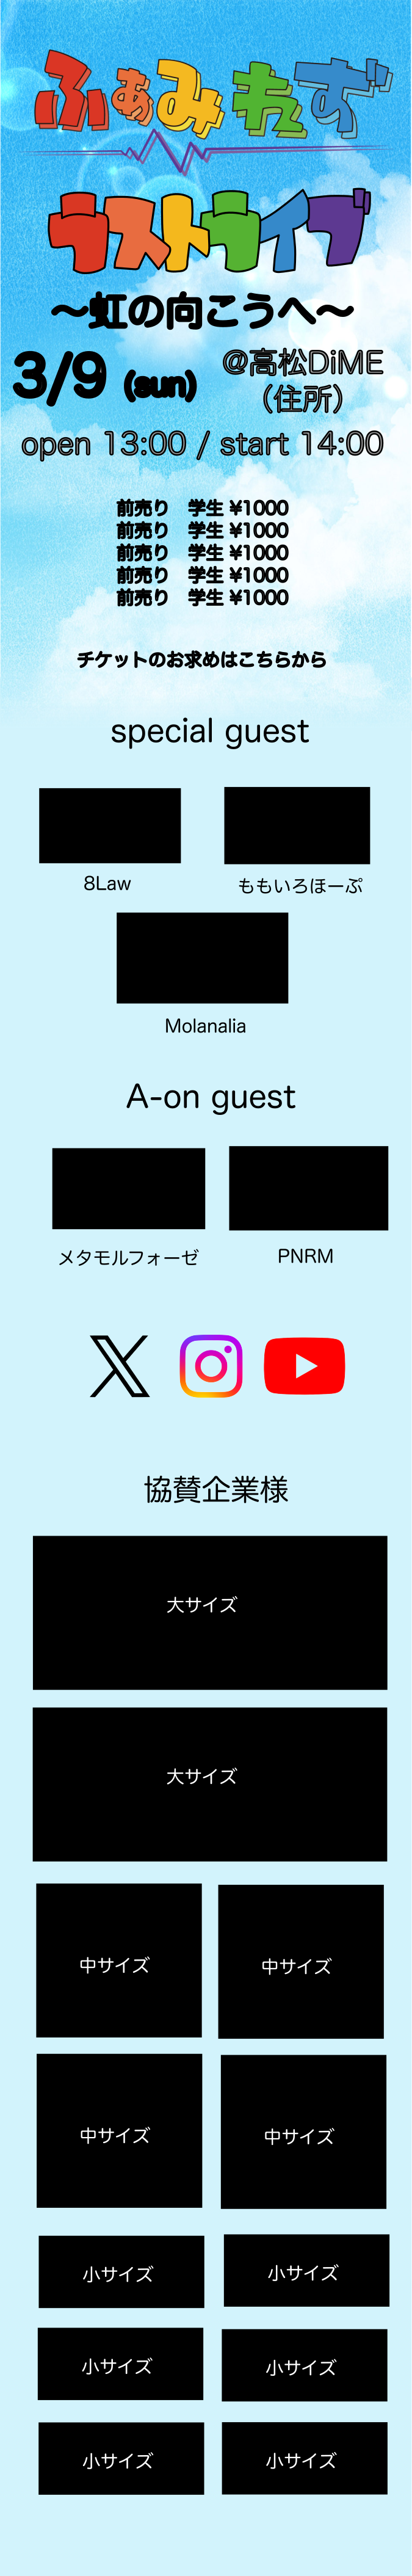 ふぁみれず
ラストライブ
〜虹の向こうへ〜
3/9 (sun)
@高松DiME
（住所）
open 13:00 / start 14:00
前売り　学生 ¥1000
前売り　学生 ¥1000
前売り　学生 ¥1000
前売り　学生 ¥1000
前売り　学生 ¥1000
チケットのお求めはこちらから
special guest
8Law
ももいろほーぷ
Molanalia
A-on guest
メタモルフォーゼ
PNRM
協賛企業様
大サイズ
大サイズ
中サイズ
中サイズ
中サイズ
中サイズ
小サイズ
小サイズ
小サイズ
小サイズ
小サイズ
小サイズ